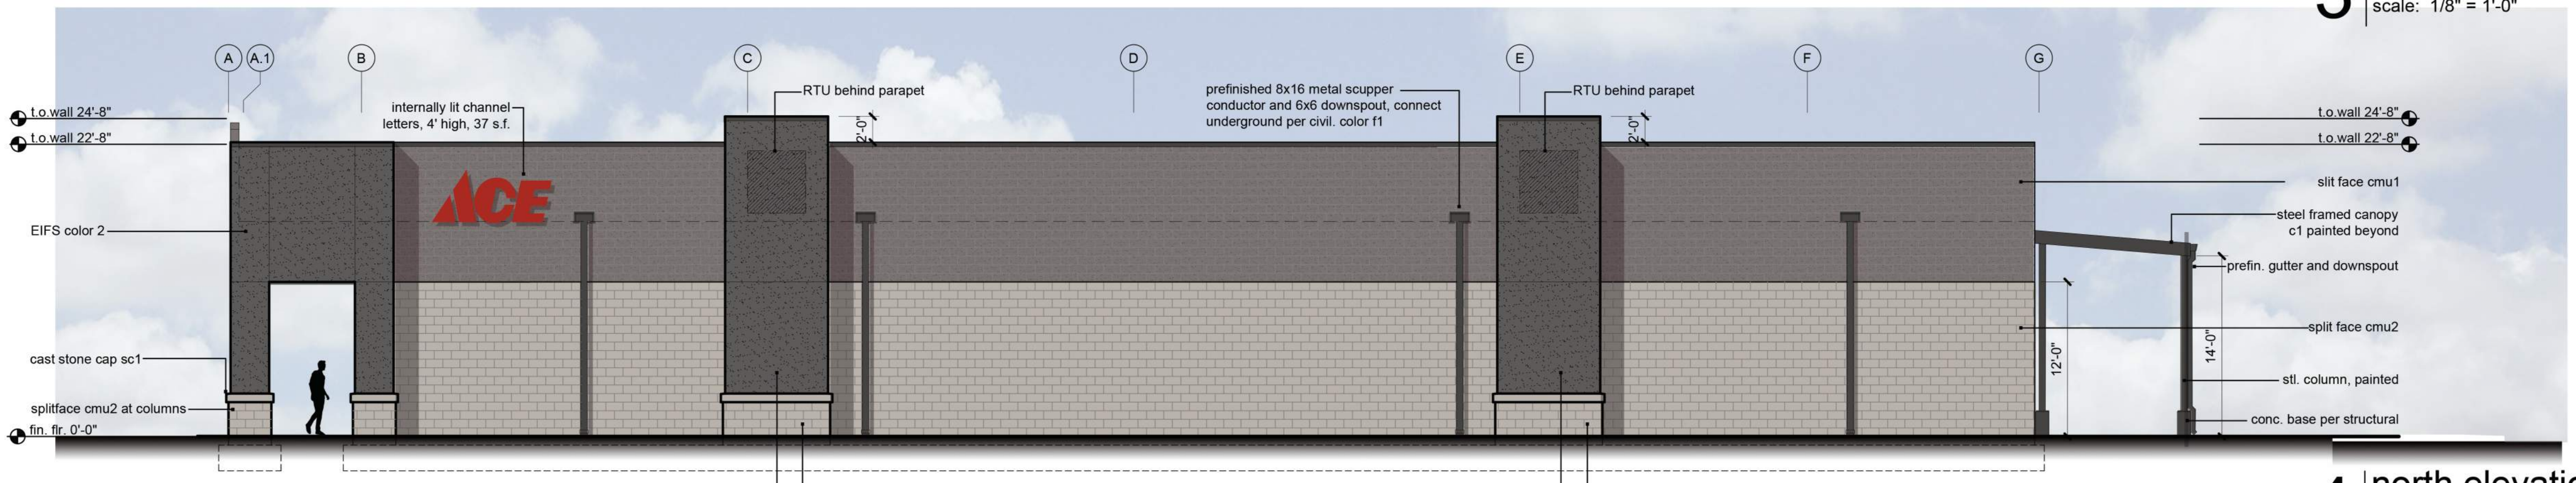 scale: 1/8" = 1'-0"
A
A.1
B
C
D
E
F
G
t.o.wall 24'-8"
t.o.wall 22'-8"
internally lit channel
letters, 4' high, 37 s.f.
RTU behind parapet
2'-0"
prefinished 8x16 metal scupper
conductor and 6x6 downspout, connect
underground per civil. color f1
RTU behind parapet
2'-0"
t.o.wall 24'-8"
t.o.wall 22'-8"
ACE
slit face cmu1
steel framed canopy
c1 painted beyond
EIFS color 2
prefin. gutter and downspout
split face cmu2
12'-0"
14'-0"
cast stone cap sc1
stl. column, painted
splitface cmu2 at columns
conc. base per structural
fin. flr. 0'-0"
north elevatio